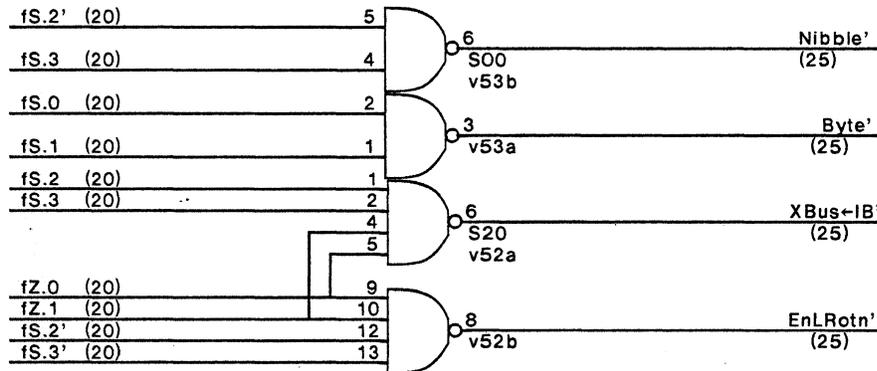 fS.2' (20) 5
6 Nibble'
fS.3 (20) 4
S00 (25)
v53b
fS.0 (20) 2
3 Byte'
fS.1 (20) 1
v53a (25)
fS.2 (20) 1
fS.3 (20) 2
4
6 XBus←IB'
5
S20 (25)
v52a
fZ.0 (20) 9
fZ.1 (20) 10
8 EnLRotn'
fS.2' (20) 12
v52b (25)
fS.3' (20) 13